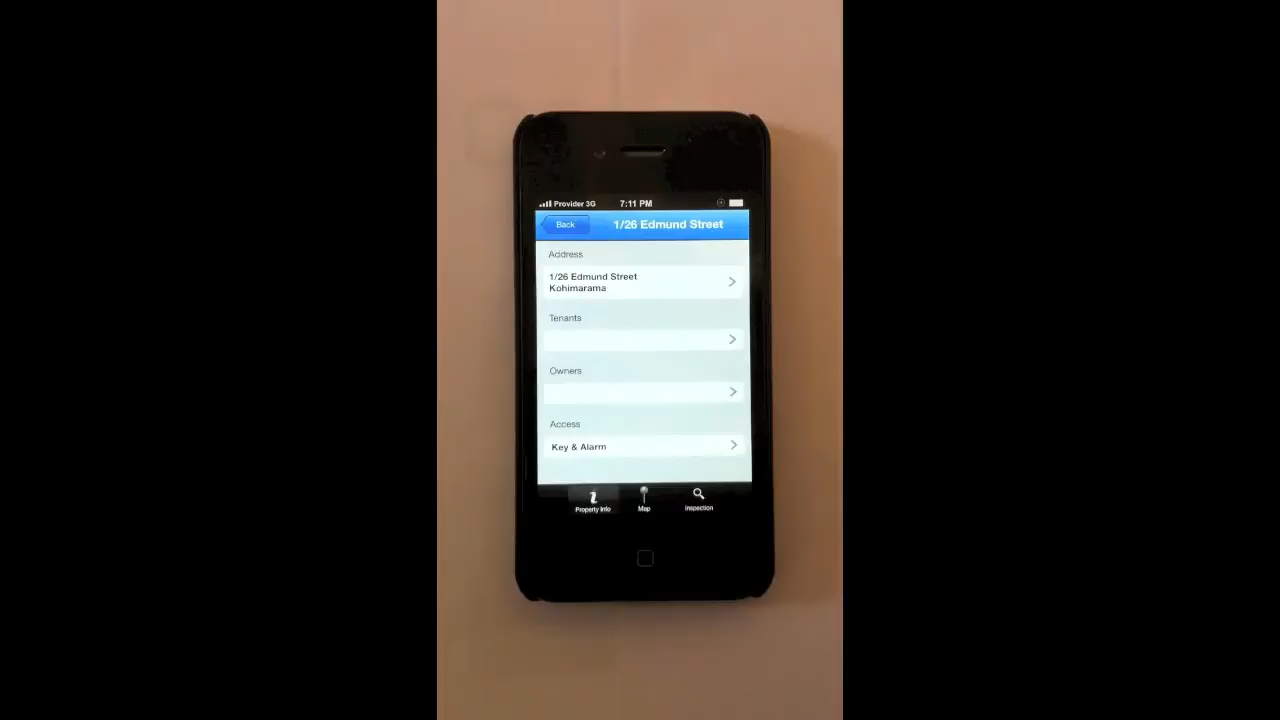 Provider 3G 7:11 PM
Back 1/26 Edmund Street
Address
1/26 Edmund Street
Kohimarama
Tenants
Owners
Access
Key & Alarm
Property Info Map Inspection